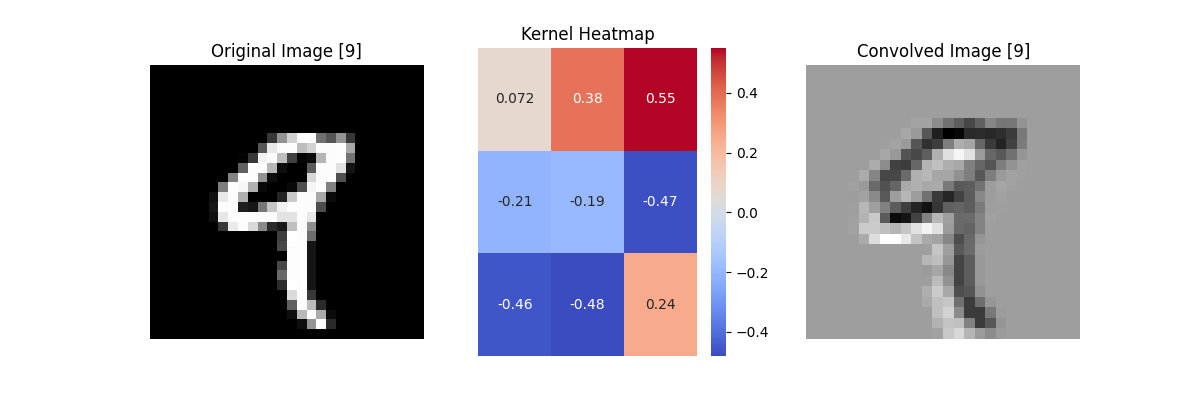 Original Image [9]
Kernel Heatmap
Convolved Image [9]
0.072 0.38 0.55
-0.21 -0.19 -0.47
-0.46 -0.48 0.24
0.4
0.2
0.0
−0.2
−0.4
9